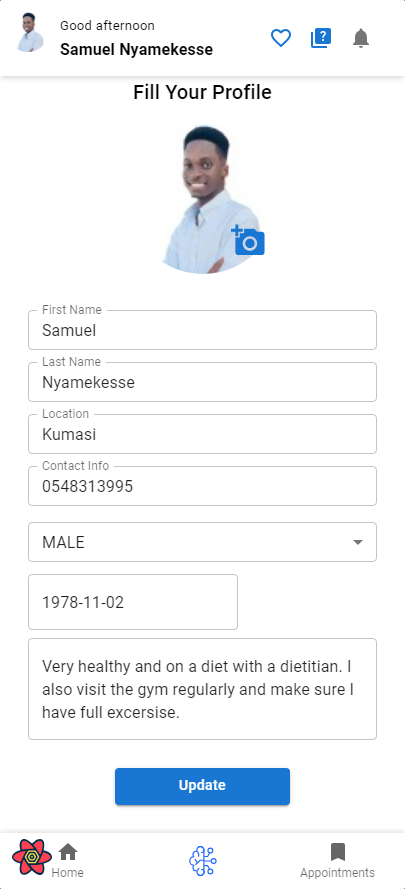 Good afternoon
Samuel Nyamekesse
?
Fill Your Profile
First Name
Samuel
Last Name
Nyamekesse
Location
Kumasi
Contact Info
0548313995
MALE
1978-11-02
Very healthy and on a diet with a dietitian. I
also visit the gym regularly and make sure I
have full excersise.
Update
Home
Appointments